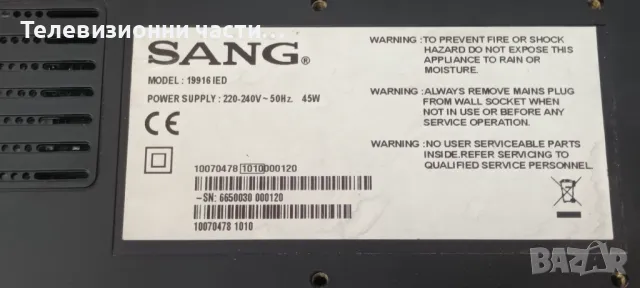 Телевизионни части...
SANG®
MODEL : 19916 IED
POWER SUPPLY : 220-240V ~ 50Hz. 45W
CE
10070478 1010000120
-SN: 6650030 000120
10070478 1010
WARNING :TO PREVENT FIRE OR SHOCK
HAZARD DO NOT EXPOSE THIS
APPLIANCE TO RAIN OR
MOISTURE.
WARNING :ALWAYS REMOVE MAINS PLUG
FROM WALL SOCKET WHEN
NOT IN USE OR BEFORE ANY
SERVICE OPERATION.
WARNING :NO USER SERVICEABLE PARTS
INSIDE.REFER SERVICING TO
QUALIFIED SERVICE PERSONNEL.
BAZAR